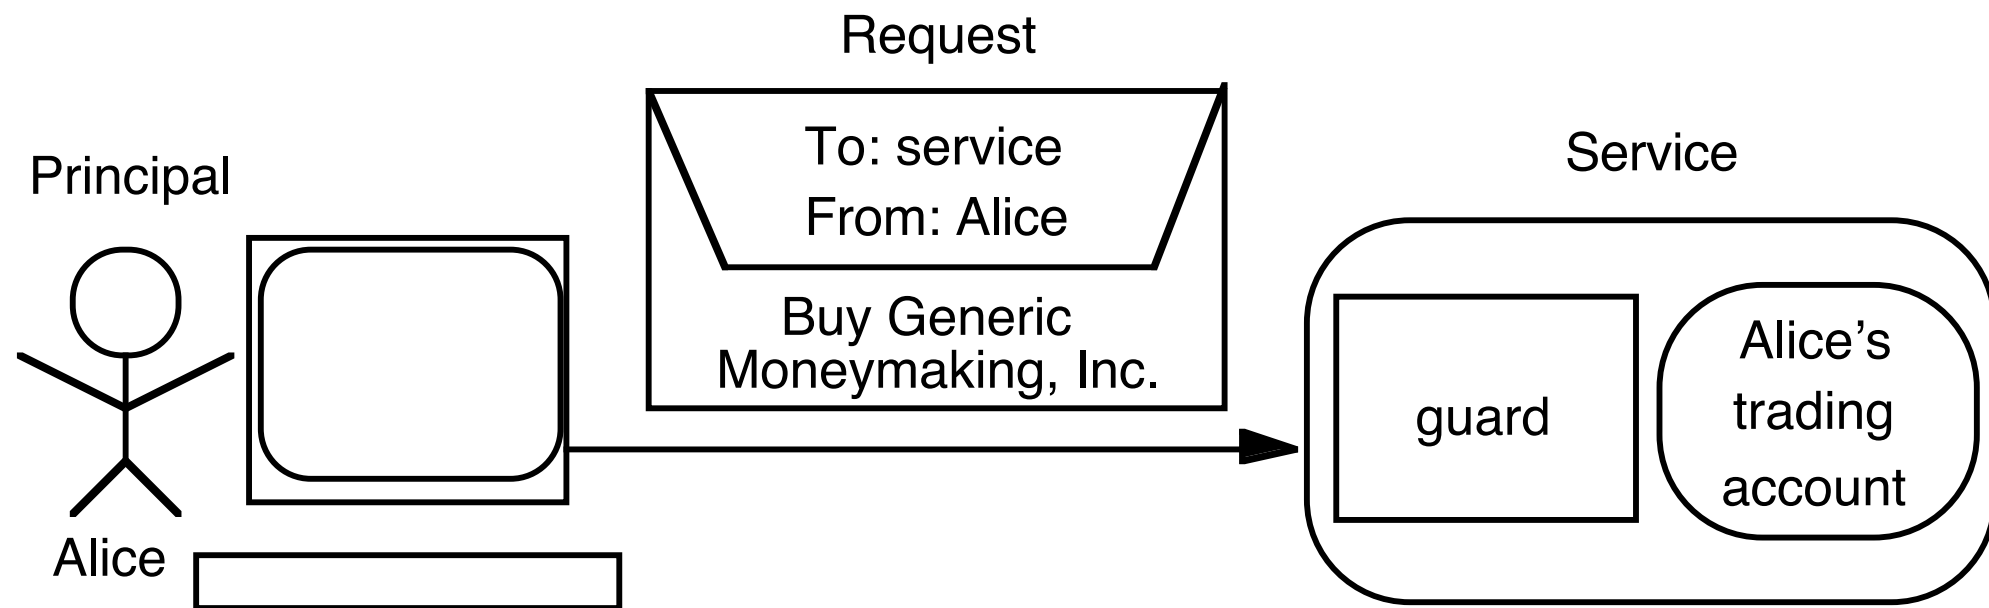 Request
Principal
To: service
From: Alice
Buy Generic
Moneymaking, Inc.
Service
guard
Alice’s
trading
account
Alice